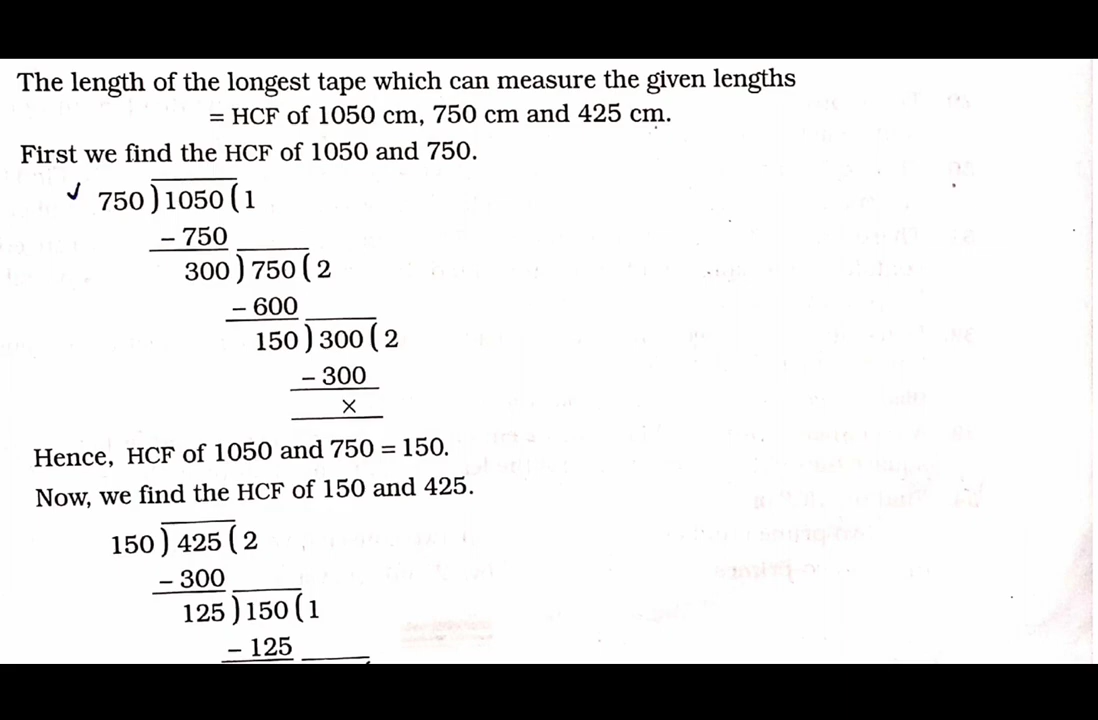 The length of the longest tape which can measure the given lengths
= HCF of 1050 cm, 750 cm and 425 cm.
First we find the HCF of 1050 and 750.
✓ 750 ) 1050 ( 1
– 750
300 ) 750 ( 2
– 600
150 ) 300 ( 2
– 300
×
Hence, HCF of 1050 and 750 = 150.
Now, we find the HCF of 150 and 425.
150 ) 425 ( 2
– 300
125 ) 150 ( 1
– 125